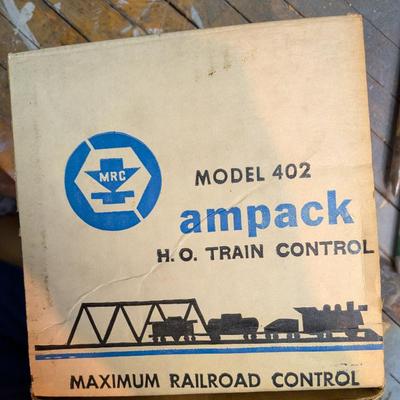 MRC
MODEL 402
ampack
H.O. TRAIN CONTROL
MAXIMUM RAILROAD CONTROL